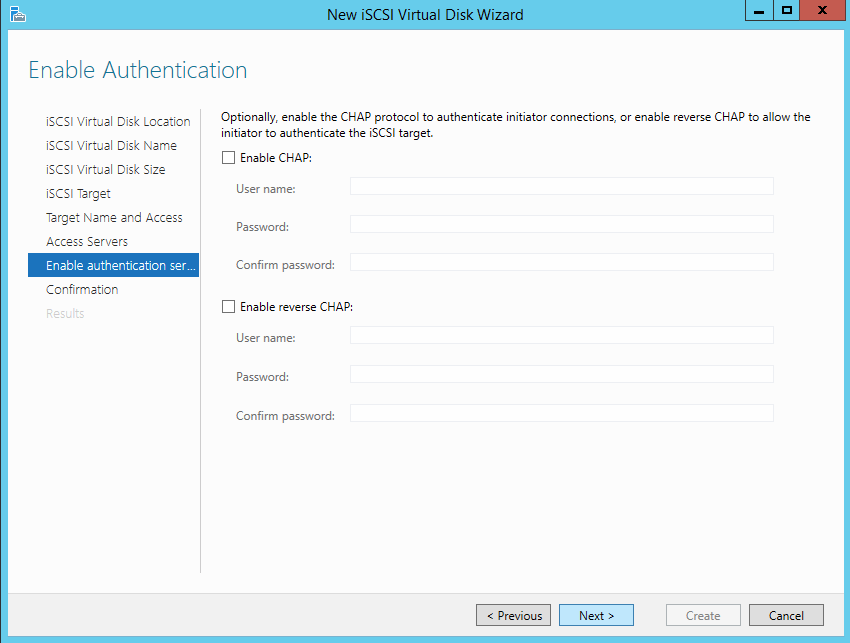 New iSCSI Virtual Disk Wizard
Enable Authentication
iSCSI Virtual Disk Location
iSCSI Virtual Disk Name
iSCSI Virtual Disk Size
iSCSI Target
Target Name and Access
Access Servers
Enable authentication ser...
Confirmation
Results
Optionally, enable the CHAP protocol to authenticate initiator connections, or enable reverse CHAP to allow the
initiator to authenticate the iSCSI target.
Enable CHAP:
User name:
Password:
Confirm password:
Enable reverse CHAP:
User name:
Password:
Confirm password:
< Previous
Next >
Create
Cancel